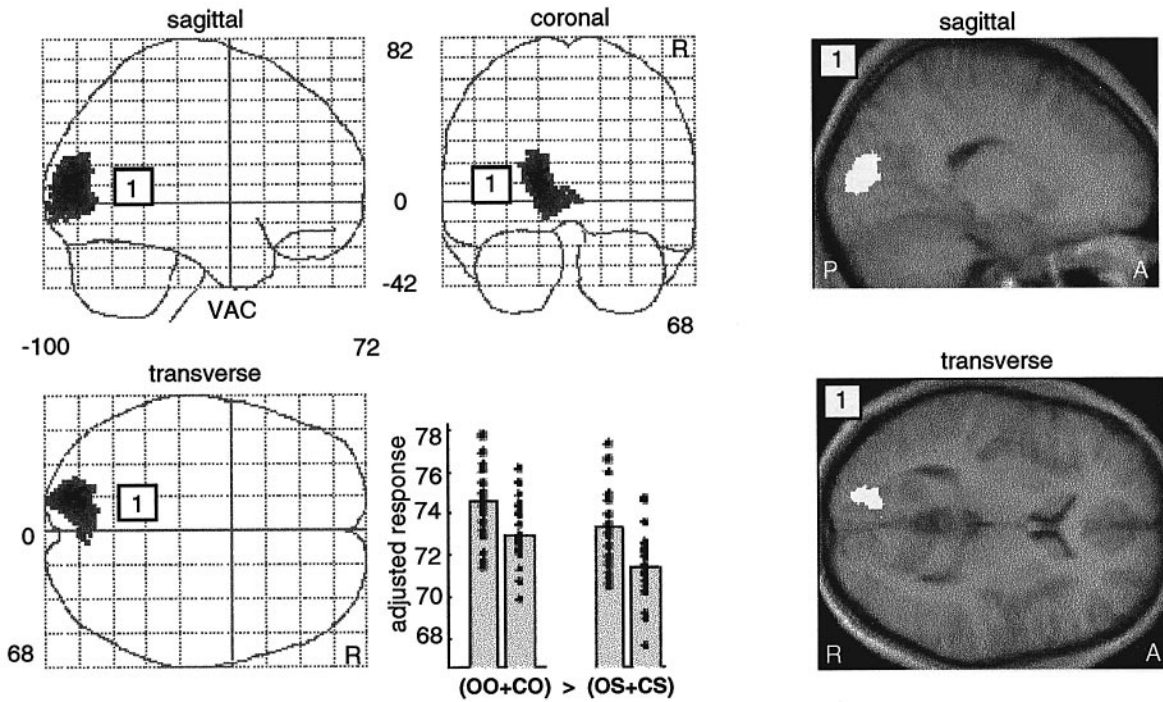 sagittal
coronal
sagittal
82
R
1
1
1
0
P
A
VAC
-42
-100
72
68
transverse
transverse
1
78
76
1
74
0
72
adjusted response
70
68
68
R
R
A
(OO+CO) > (OS+CS)